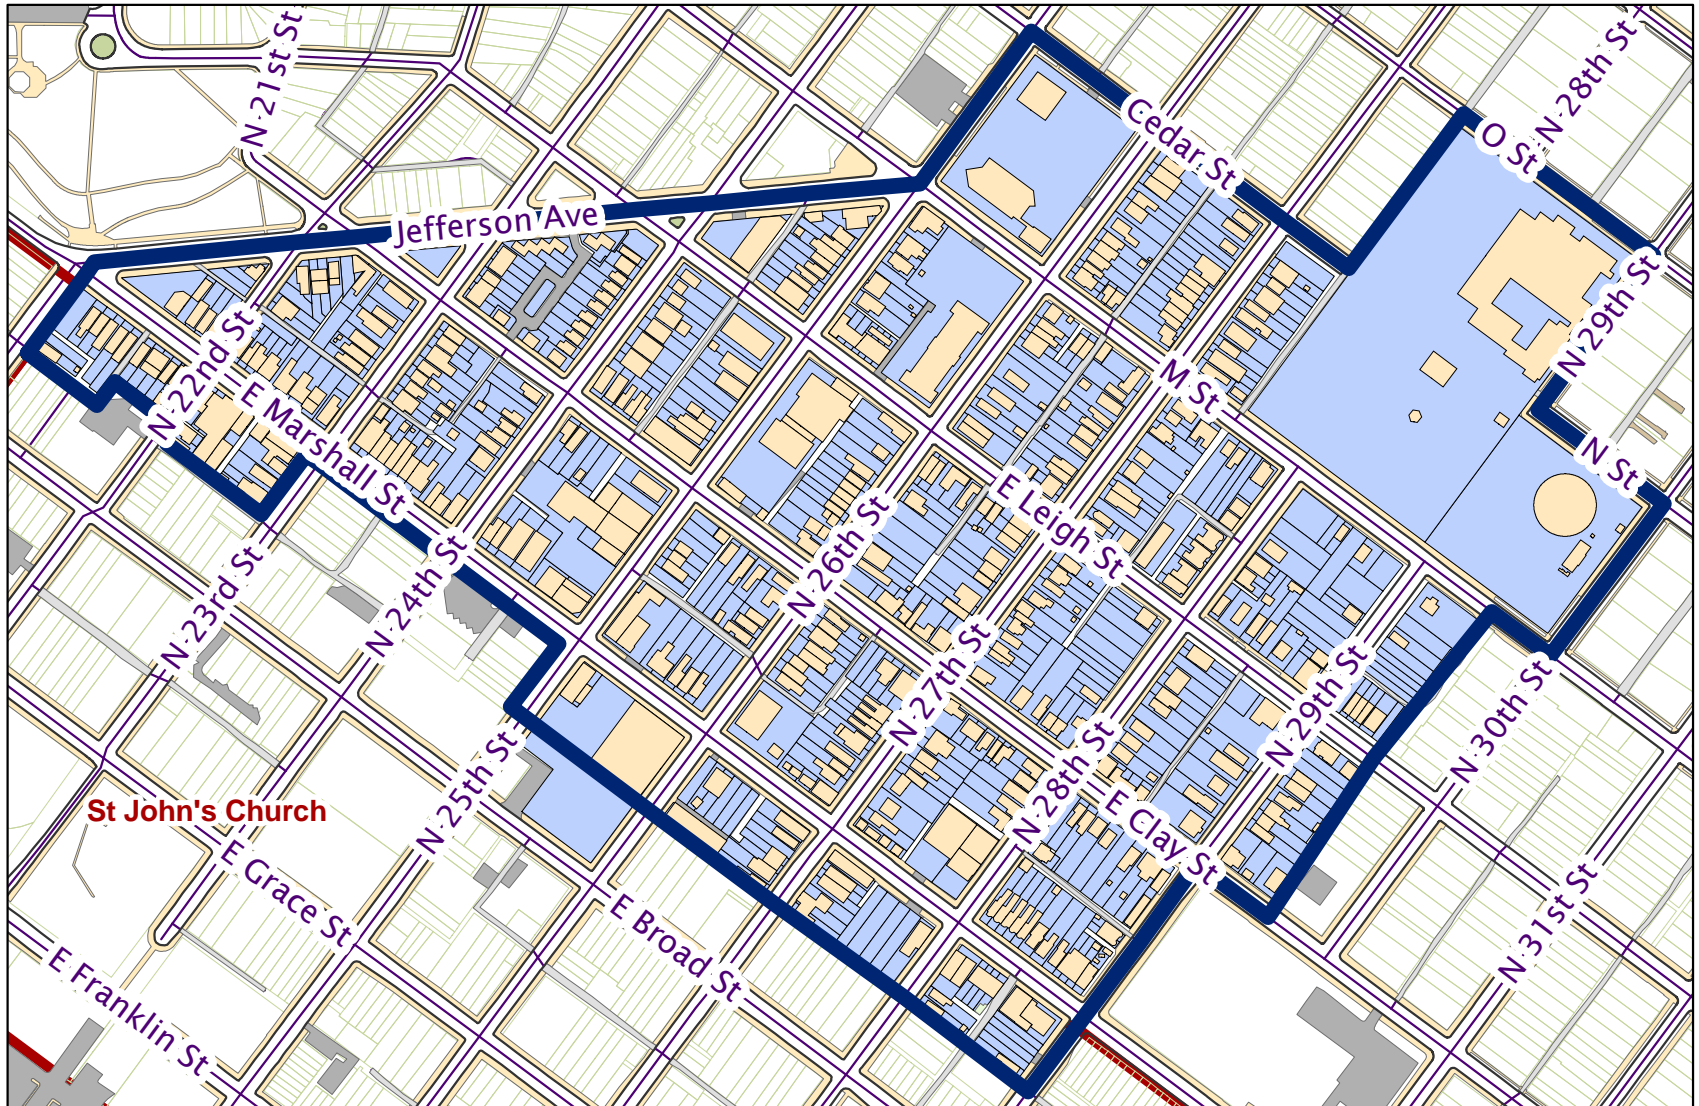 N 21st St
N 28th St
Cedar St
O St
Jefferson Ave
N 29th St
N 22nd St
E Marshall St
M St
N St
E Leigh St
N 26th St
N 23rd St
N 24th St
N 27th St
N 29th St
N 30th St
N 25th St
N 28th St
E Clay St
St John's Church
E Grace St
E Broad St
N 31st St
E Franklin St